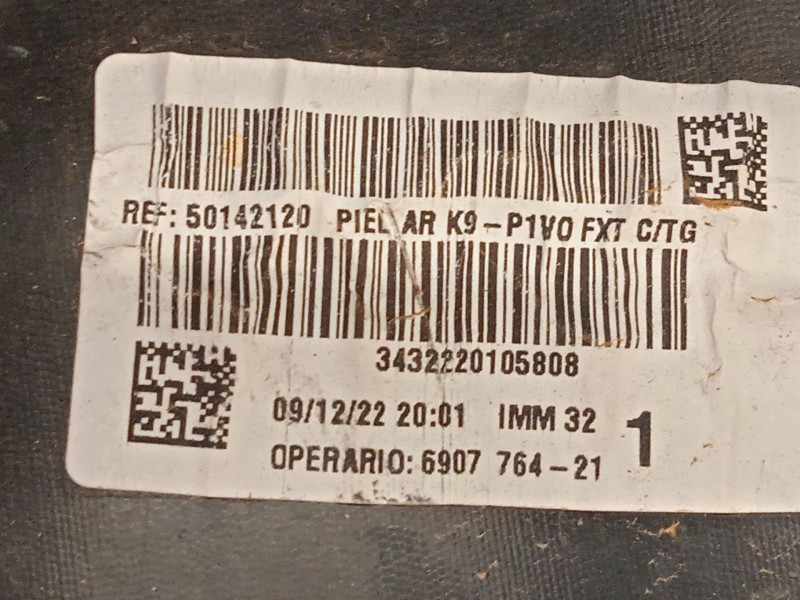 REF: 50142120 PIEL AR K9-P1VO FXT C/TG
3432220105808
09/12/22 20:01 IMM 32 1
OPERARIO: 6907 764-21